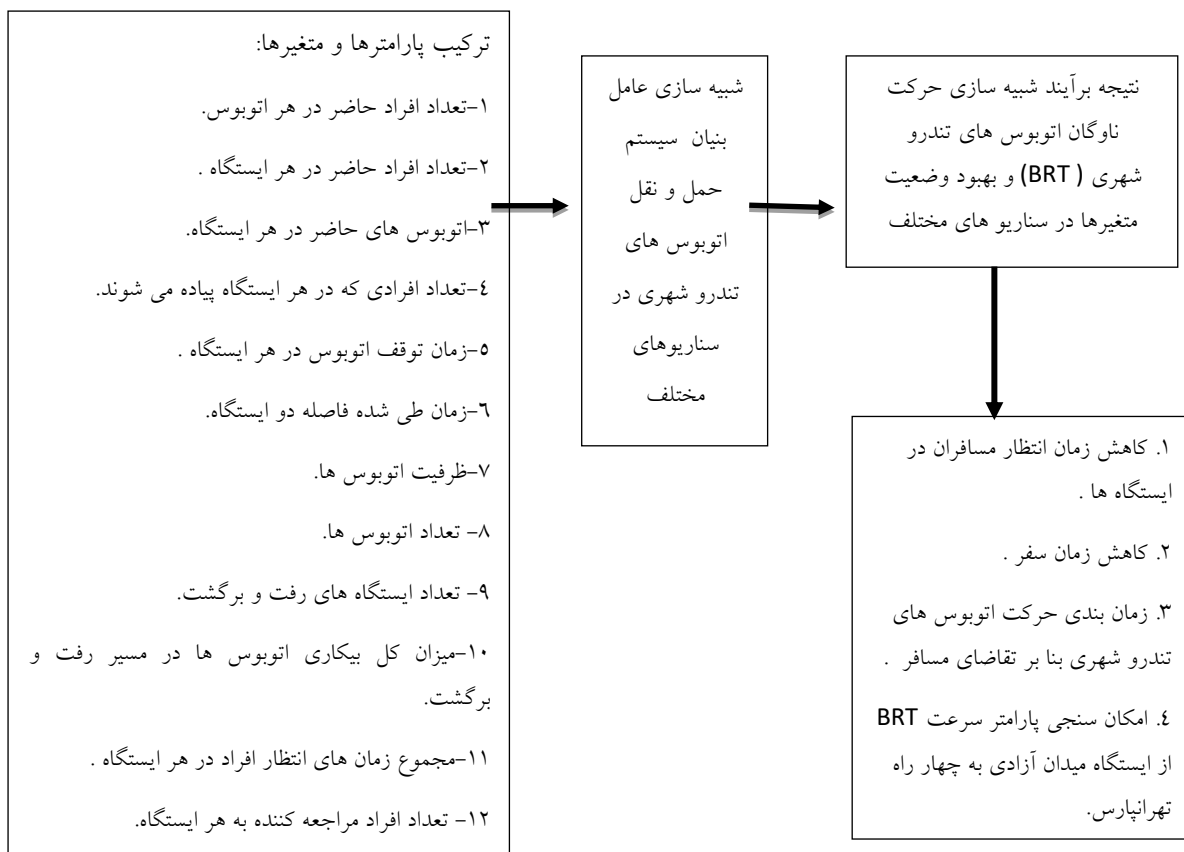 ترکیب پارامترها و متغیرها:
۱-تعداد افراد حاضر در هر اتوبوس.
۲-تعداد افراد حاضر در هر ایستگاه .
۳-اتوبوس های حاضر در هر ایستگاه.
٤-تعداد افرادی که در هر ایستگاه پیاده می شوند.
٥-زمان توقف اتوبوس در هر ایستگاه .
٦-زمان طی شده فاصله دو ایستگاه.
۷-ظرفیت اتوبوس ها.
۸- تعداد اتوبوس ها.
۹- تعداد ایستگاه های رفت و برگشت.
۱۰-میزان کل بیکاری اتوبوس ها در مسیر رفت و
برگشت.
۱۱-مجموع زمان های انتظار افراد در هر ایستگاه .
۱۲- تعداد افراد مراجعه کننده به هر ایستگاه.
شبیه سازی عامل
بنیان سیستم
حمل و نقل
اتوبوس های
تندرو شهری در
سناریوهای
مختلف
نتیجه برآیند شبیه سازی حرکت
ناوگان اتوبوس های تندرو
شهری ( BRT) و بهبود وضعیت
متغیرها در سناریو های مختلف
۱. کاهش زمان انتظار مسافران در
ایستگاه ها .
۲. کاهش زمان سفر .
۳. زمان بندی حرکت اتوبوس های
تندرو شهری بنا بر تقاضای مسافر .
٤. امکان سنجی پارامتر سرعت BRT
از ایستگاه میدان آزادی به چهار راه
تهرانپارس.